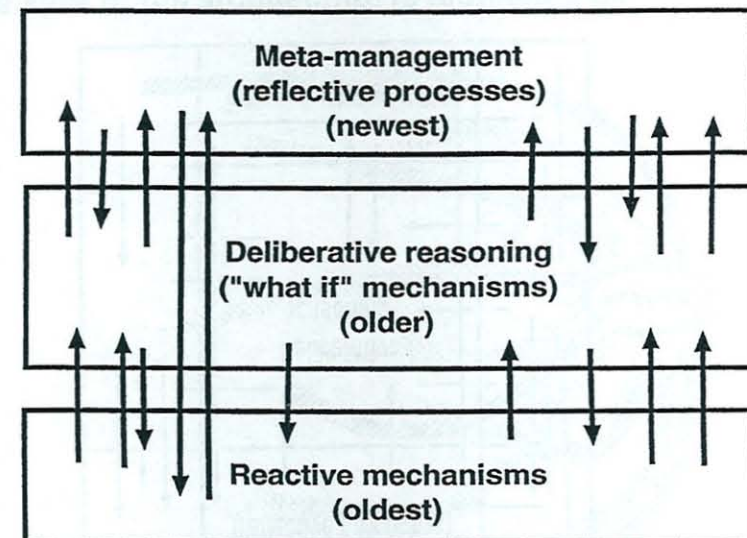 Meta-management
(reflective processes)
(newest)
Deliberative reasoning
("what if" mechanisms)
(older)
Reactive mechanisms
(oldest)